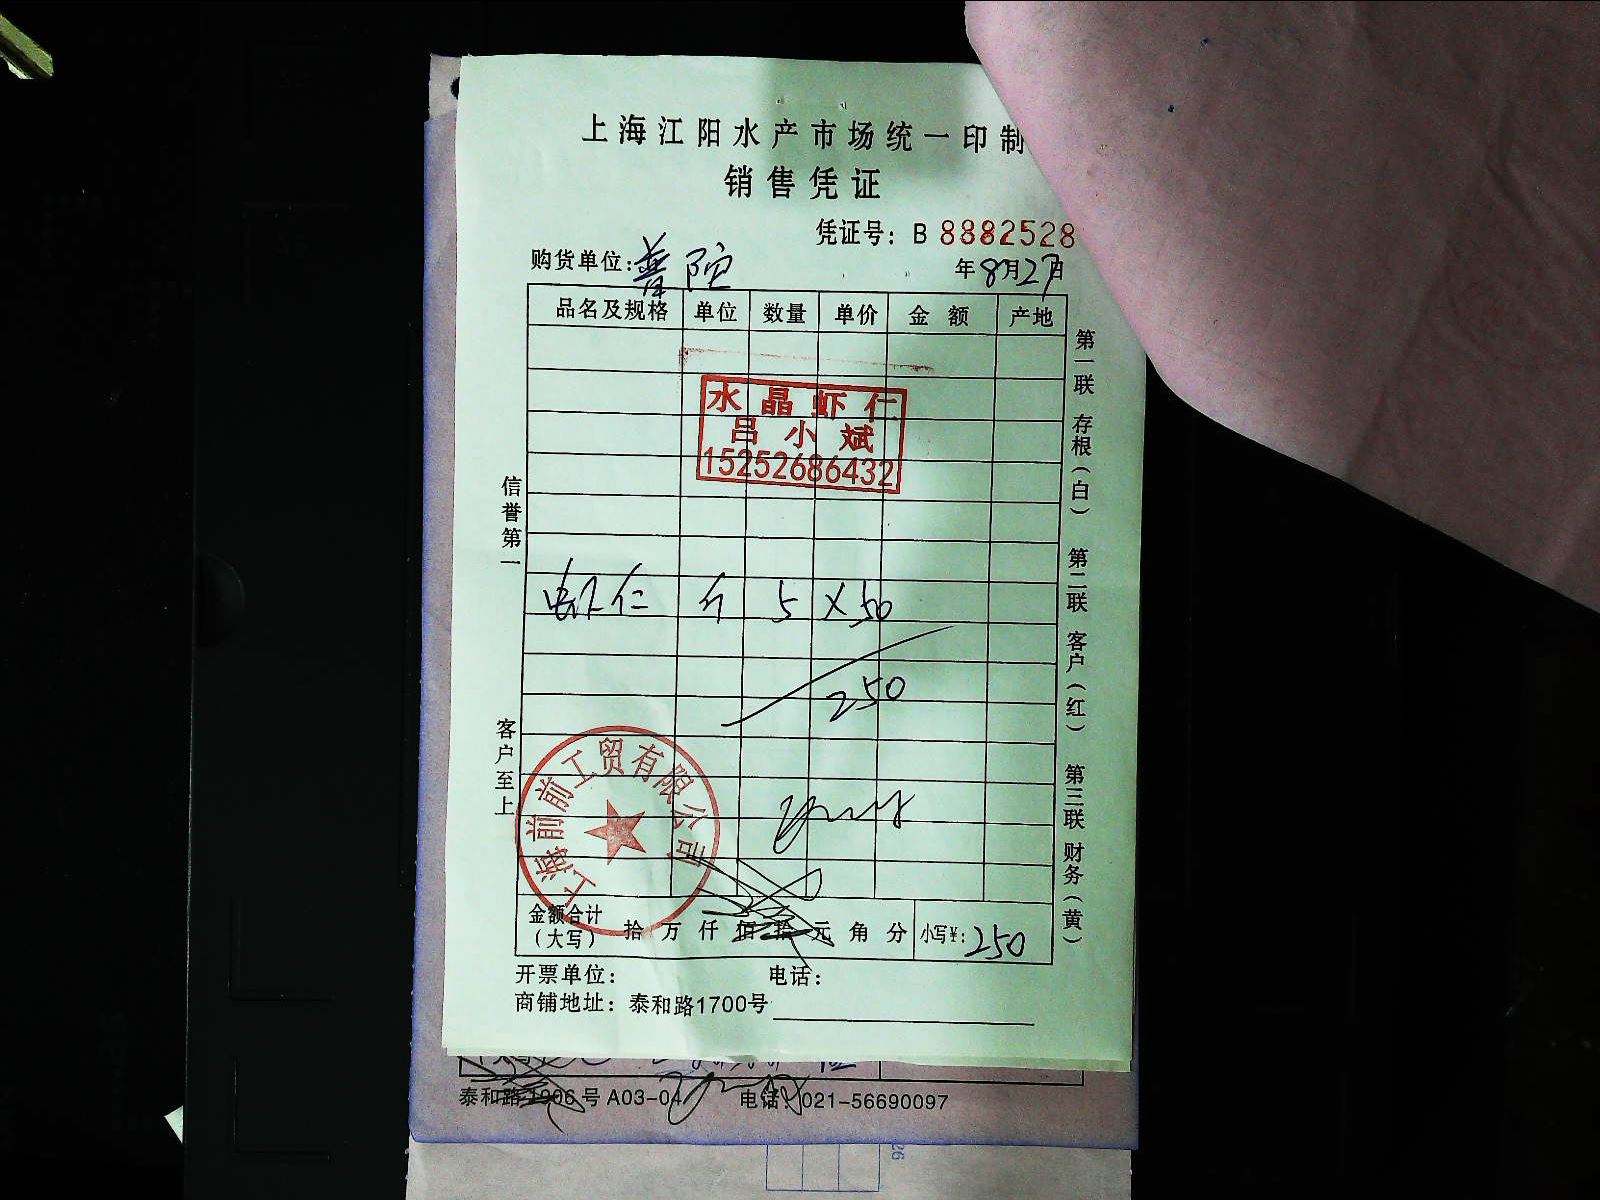 上海江阳水产市场统一印制
销售凭证
凭证号：B 8882528
购货单位：普陀 年8月27日
品名及规格 单位 数量 单价 金额 产地
水晶虾仁
吕小斌
15252686432
虾仁 斤 5 X 50
250
上海前前工贸有限公司
金额合计（大写） 拾 万 仟 佰 拾 元 角 分 小写¥：250
开票单位： 电话：
商铺地址：泰和路1700号
信誉第一
客户至上
第一联 存根（白）
第二联 客户（红）
第三联 财务（黄）
泰和路1906号 A03-04 电话：021-56690097